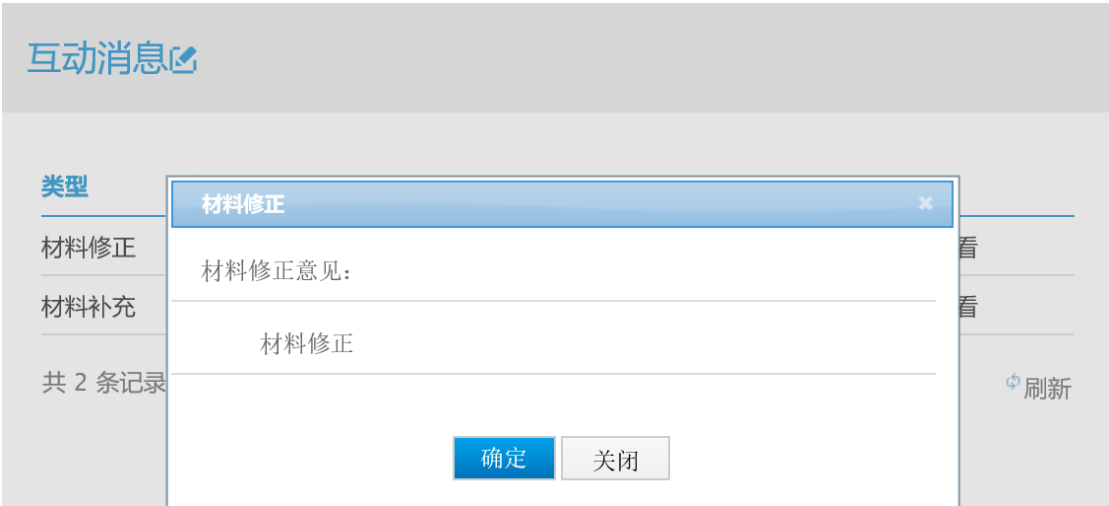 互动消息
类型
材料修正
材料修正 看
材料修正意见：
材料补充 看
材料修正
共 2 条记录 刷新
确定 关闭